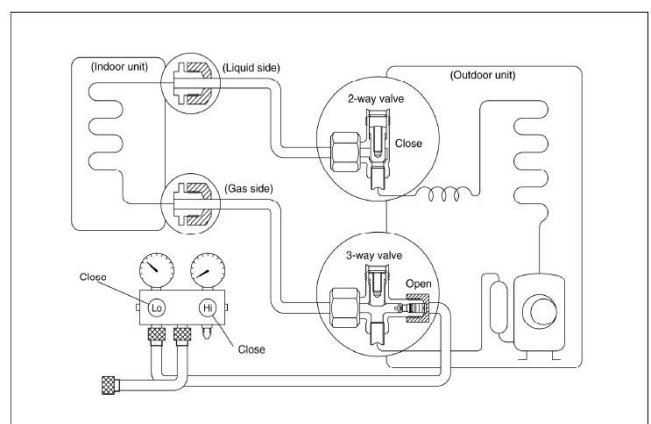 (Indoor unit)
(Liquid side)
(Outdoor unit)
2-way valve
Close
(Gas side)
3-way valve
Open
Close
Lo
Hi
Close